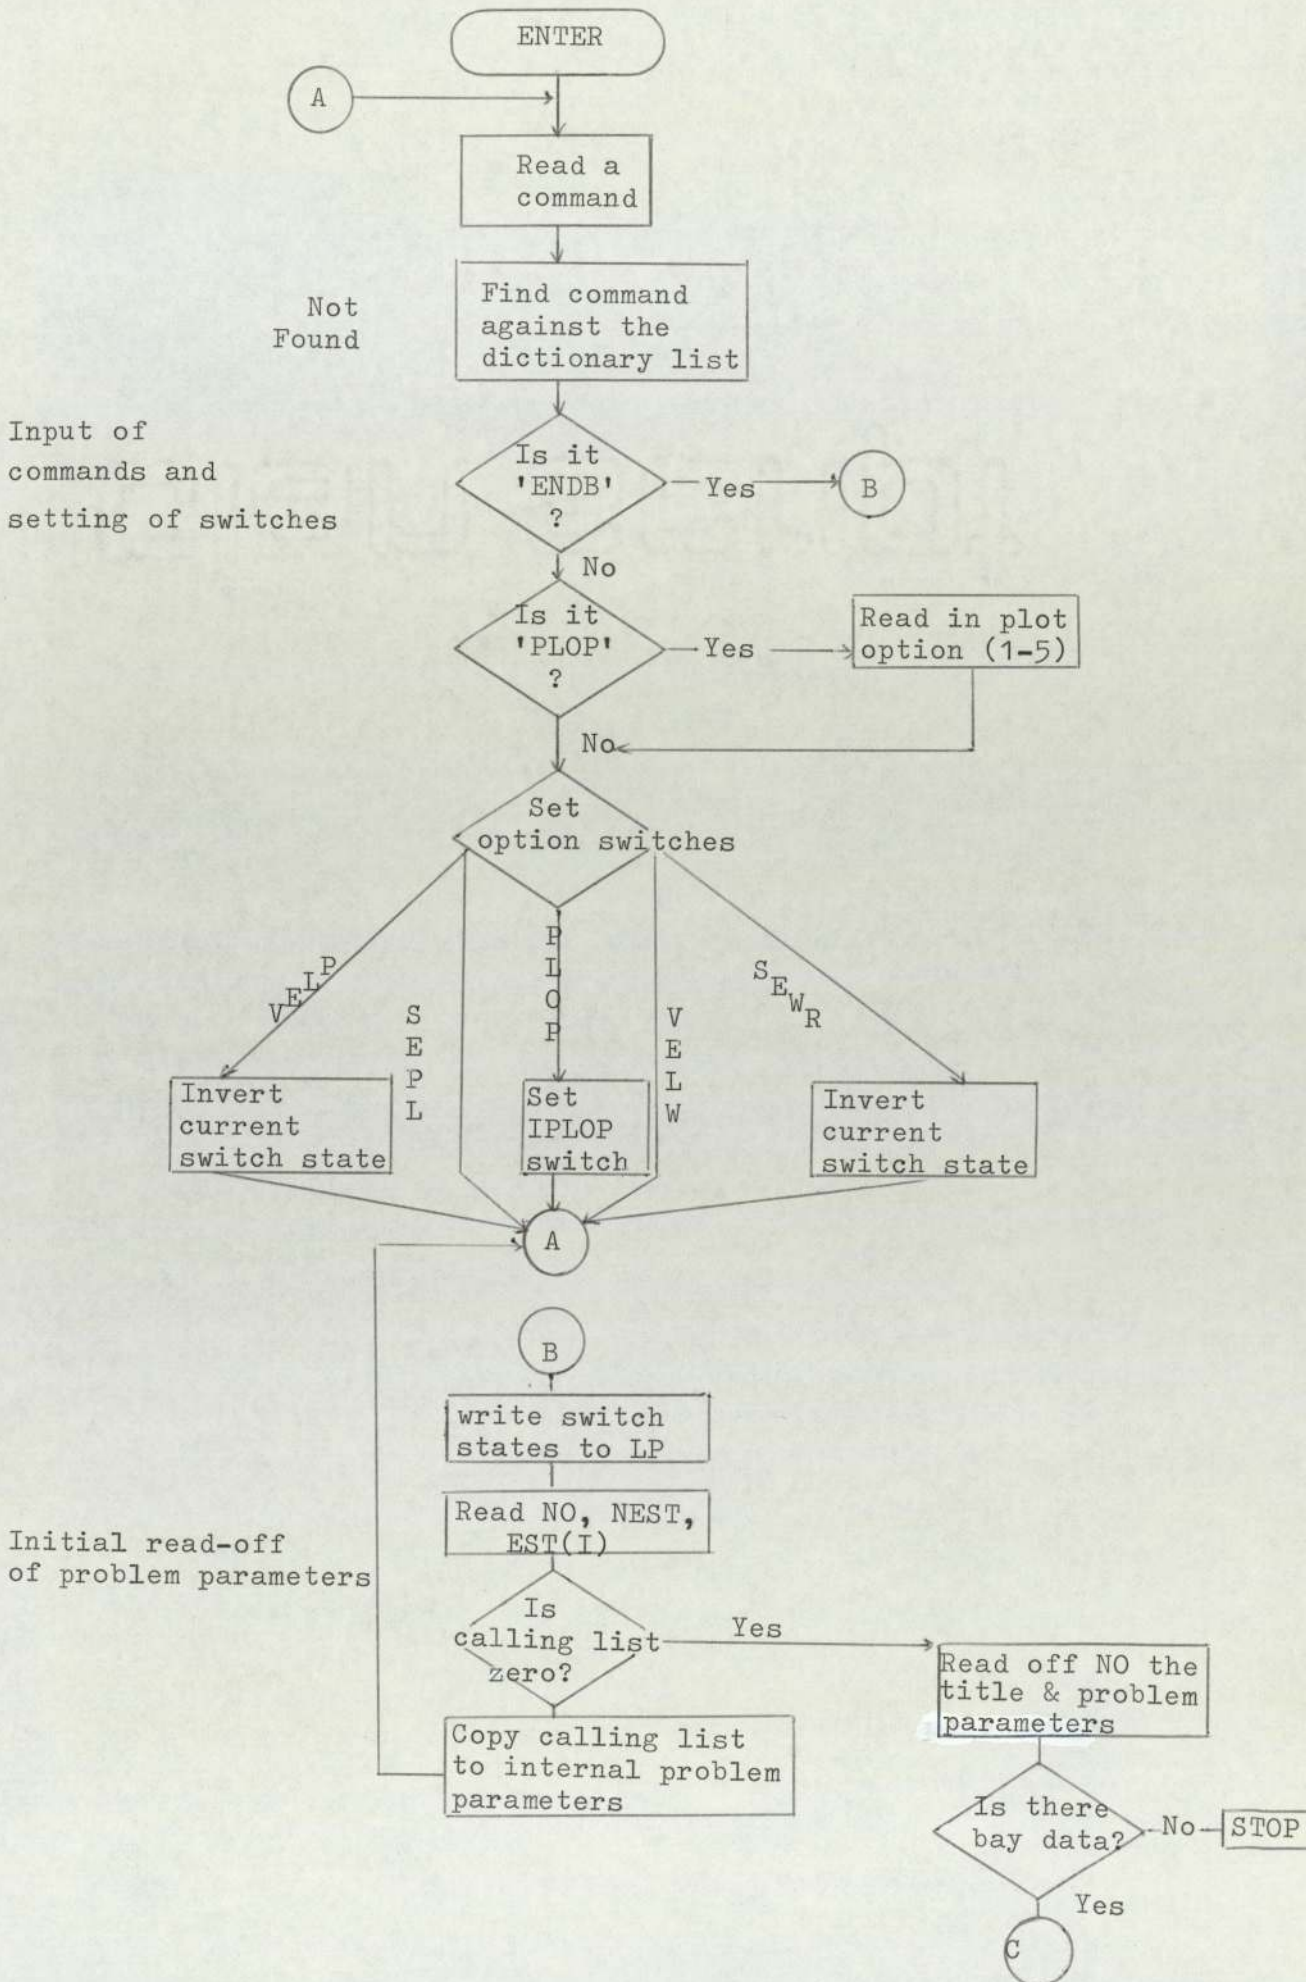 ENTER
A
Read a
command
Not
Found
Find command
against the
dictionary list
Input of
commands and
setting of switches
Is it
'ENDB'
?
Yes
B
No
Is it
'PLOP'
?
Yes
Read in plot
option (1-5)
No
Set
option switches
VELP
SEPL
PLOP
VELW
SEWR
Invert
current
switch state
Set
IPLOP
switch
Invert
current
switch state
A
B
write switch
states to LP
Read NO, NEST,
EST(I)
Initial read-off
of problem parameters
Is
calling list
zero?
Yes
Read off NO the
title & problem
parameters
Copy calling list
to internal problem
parameters
Is there
bay data?
No
STOP
Yes
C